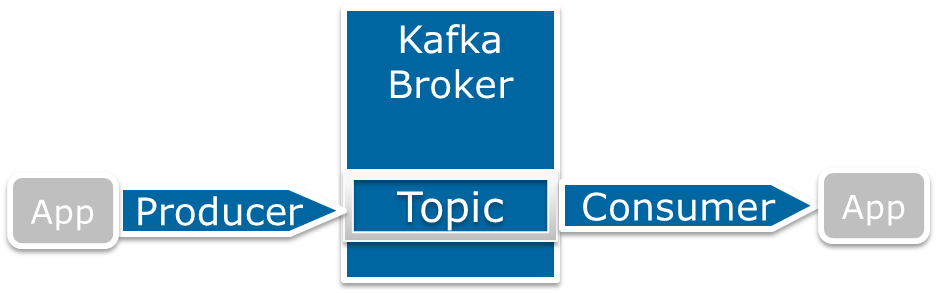 Kafka
Broker
App
Producer
Topic
Consumer
App